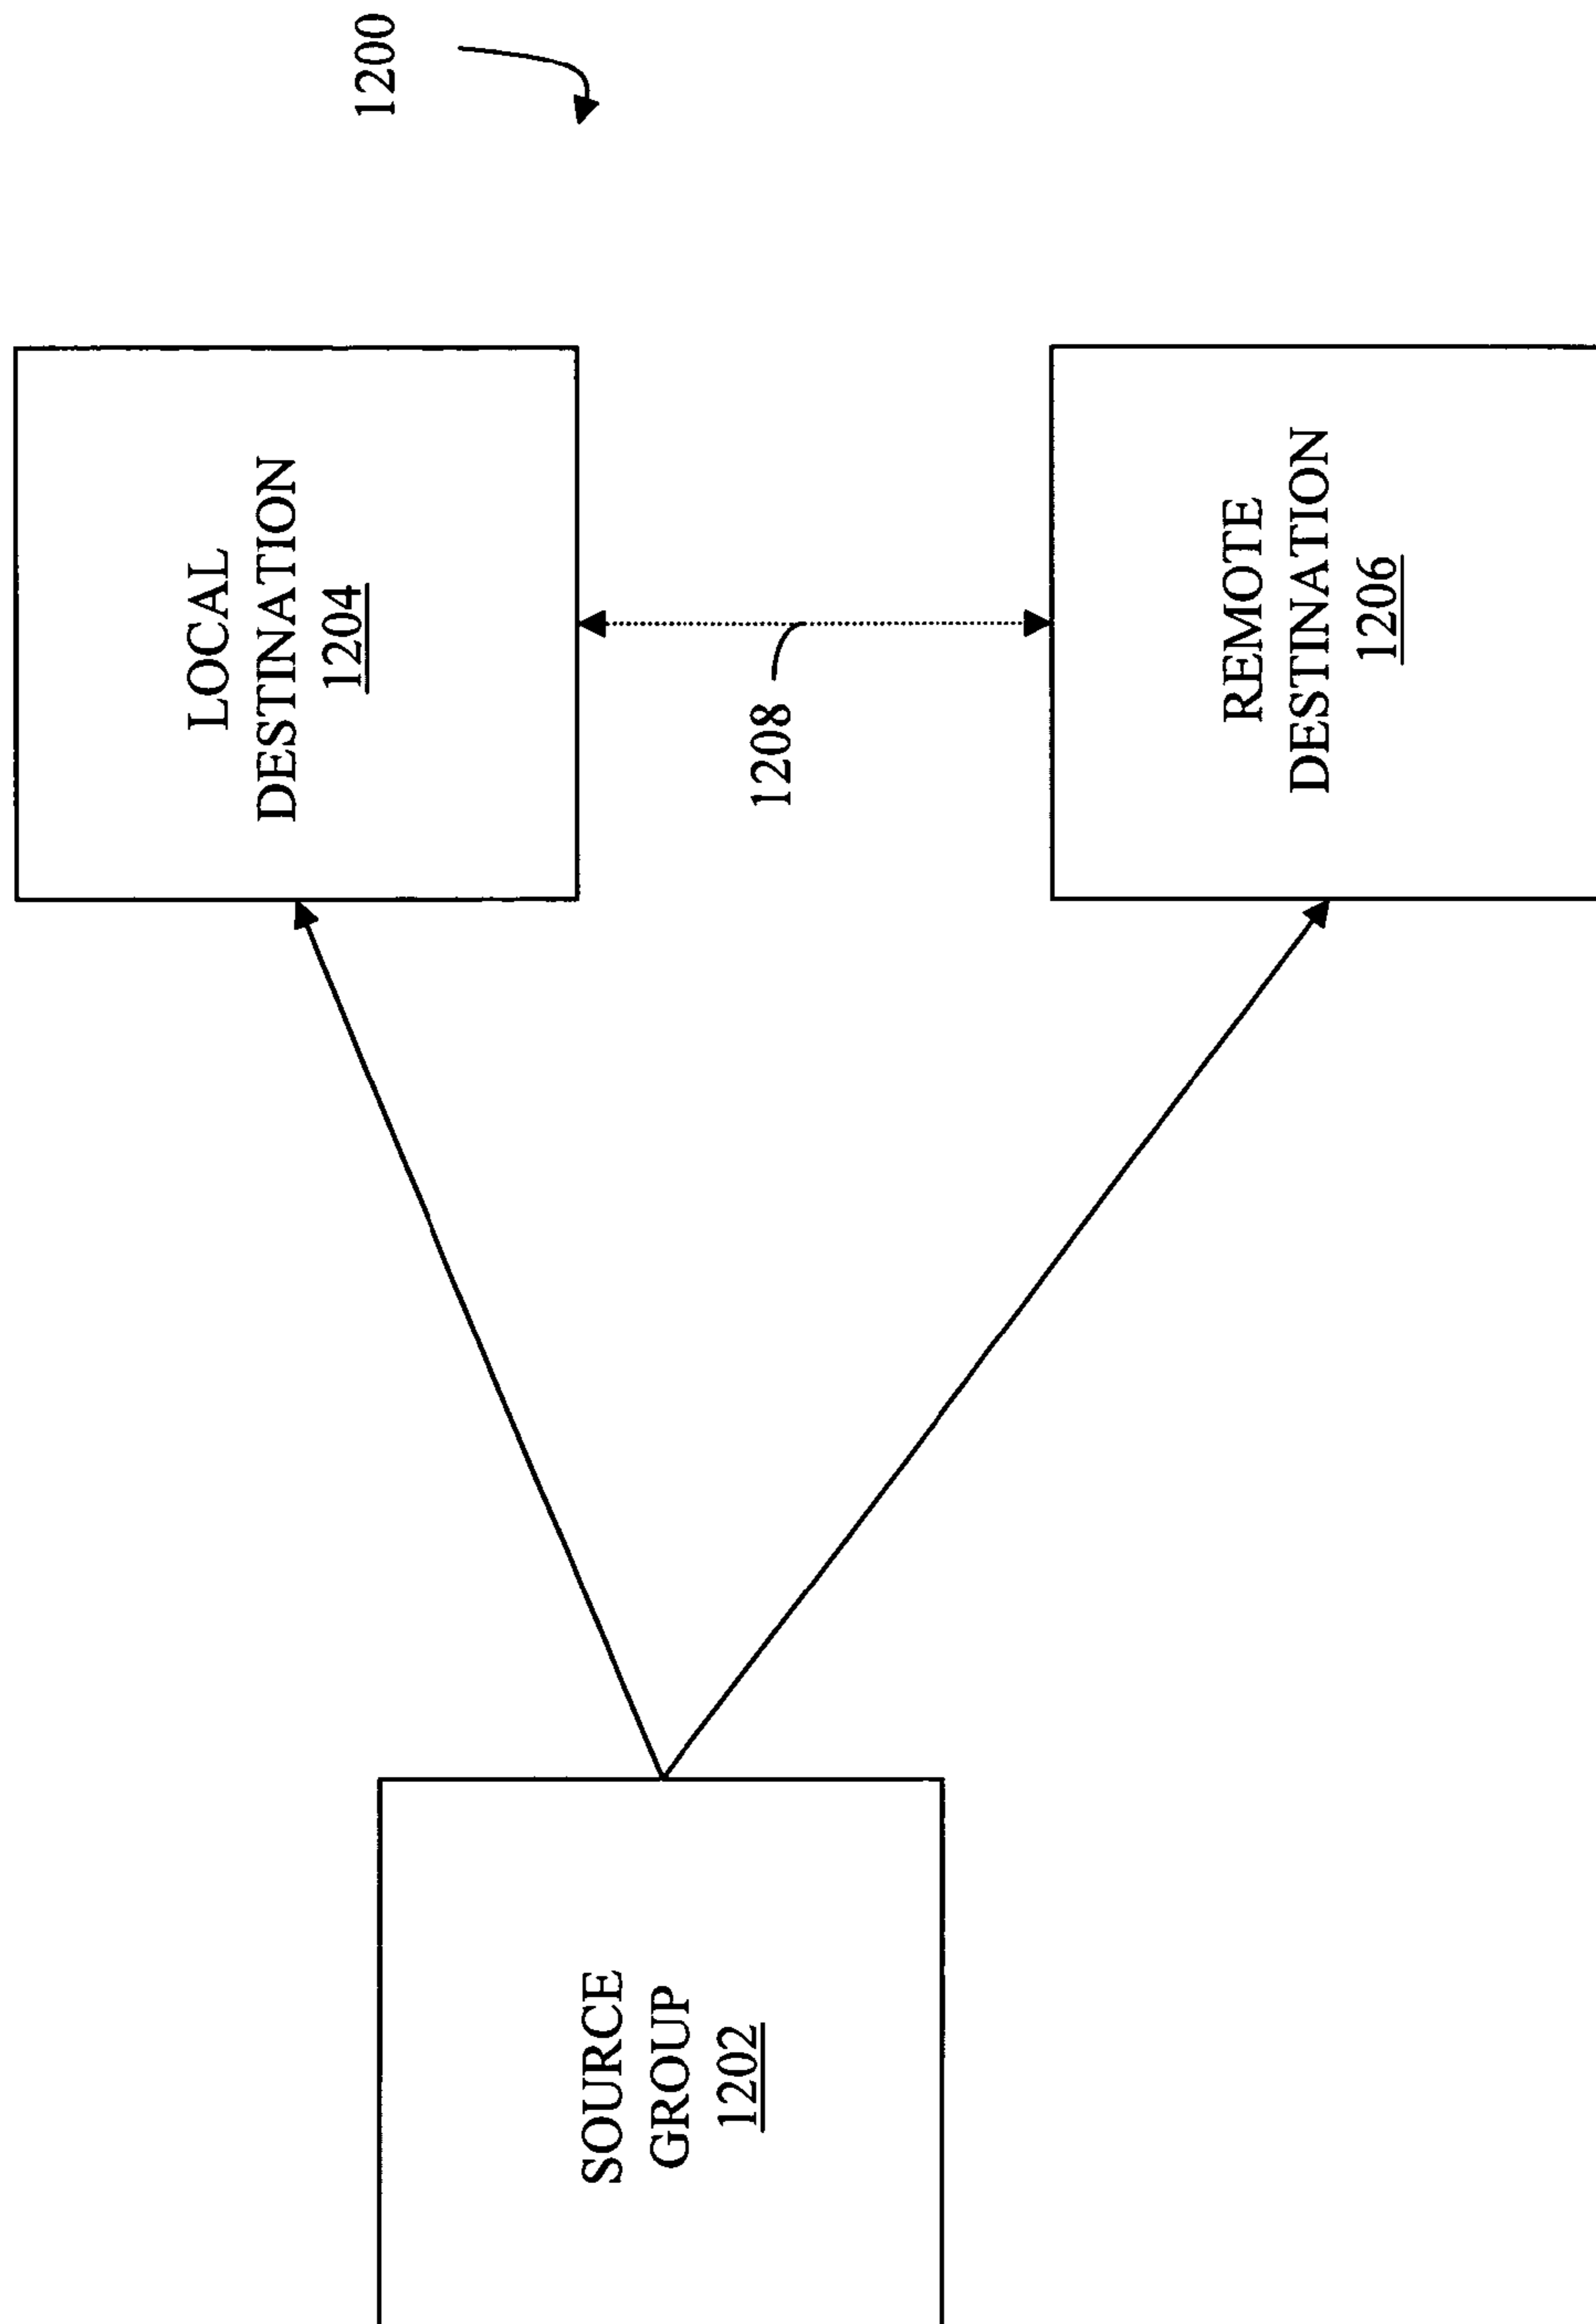 1200
LOCAL
DESTINATION
1204
1208
REMOTE
DESTINATION
1206
SOURCE
GROUP
1202